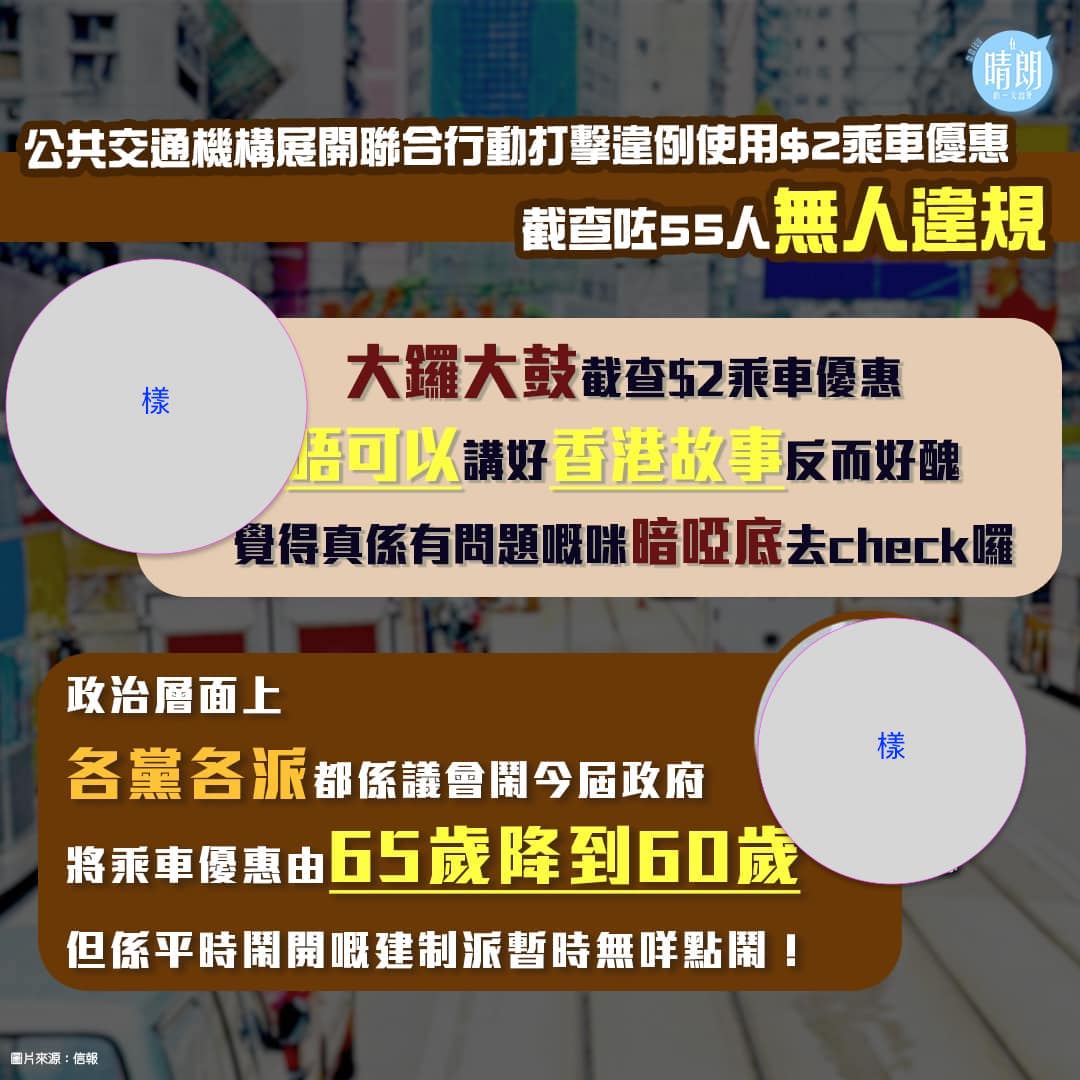 晴朗
公共交通機構展開聯合行動打擊違例使用$2乘車優惠
截查咗55人無人違規
樣
大鑼大鼓截查$2乘車優惠
唔可以講好香港故事反而好醜
覺得真係有問題嘅咪暗啞底去check囉
樣
政治層面上
各黨各派都係議會鬧今屆政府
將乘車優惠由65歲降到60歲
但係平時鬧開嘅建制派暫時無咩點鬧！
圖片來源：信報